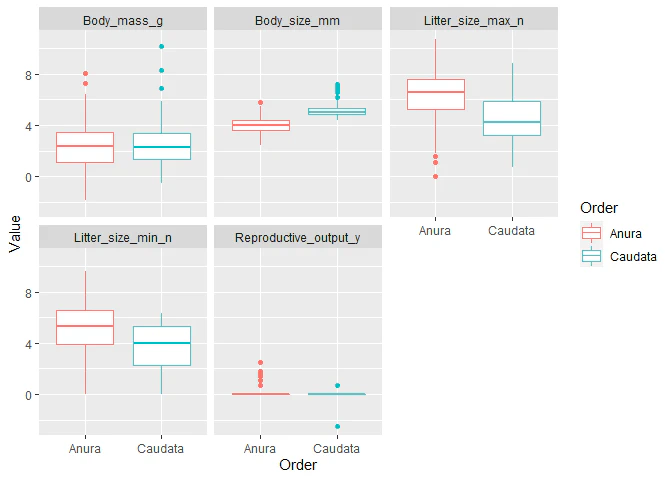 Body_mass_g
Body_size_mm
Litter_size_max_n
8
4
0
Anura
Caudata
Litter_size_min_n
Reproductive_output_y
8
4
0
Anura
Caudata
Anura
Caudata
Order
Value
Order
Anura
Caudata